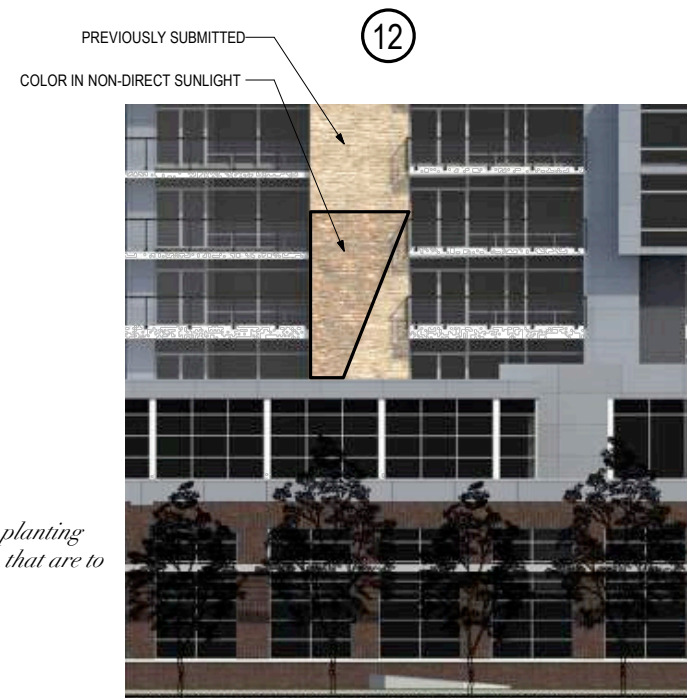 12
PREVIOUSLY SUBMITTED
COLOR IN NON-DIRECT SUNLIGHT
planting
that are to